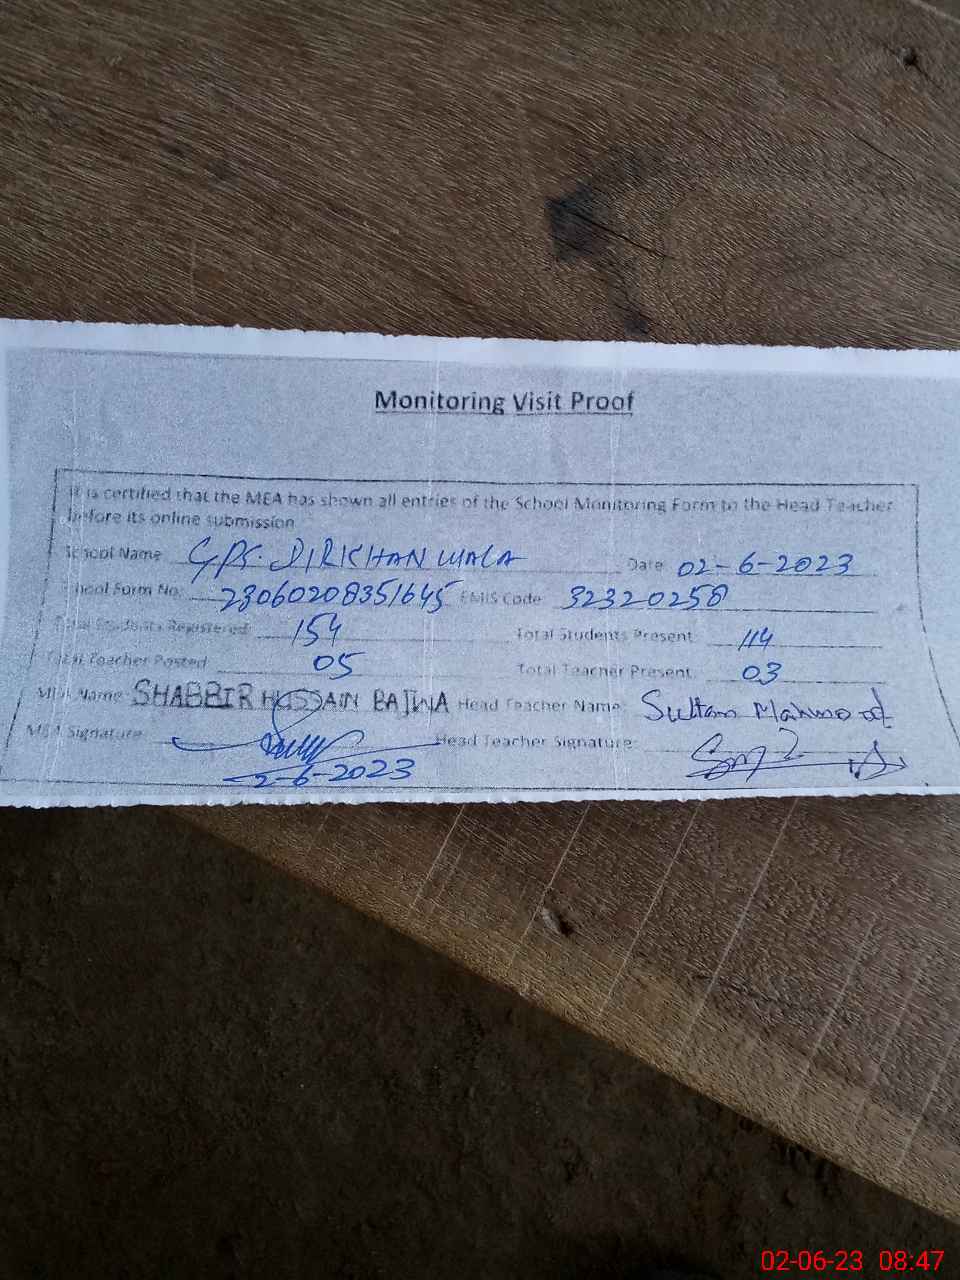 Monitoring Visit Proof
It is certified that the MEA has shown all entries of the School Monitoring Form to the Head Teacher
before its online submission
School Name GPS. DIRKHAN WALA Date 02-6-2023
School Form No: 23060208351645 EMIS Code: 32320258
Total Students Registered: 154 Total Students Present 114
Total Teacher Posted 05 Total Teacher Present: 03
MEA Name: SHABBIR HUSSAIN BAJWA Head Teacher Name: Sultan Mahmood
MEA Signature: Head Teacher Signature:
2-6-2023
02-06-23 08:47